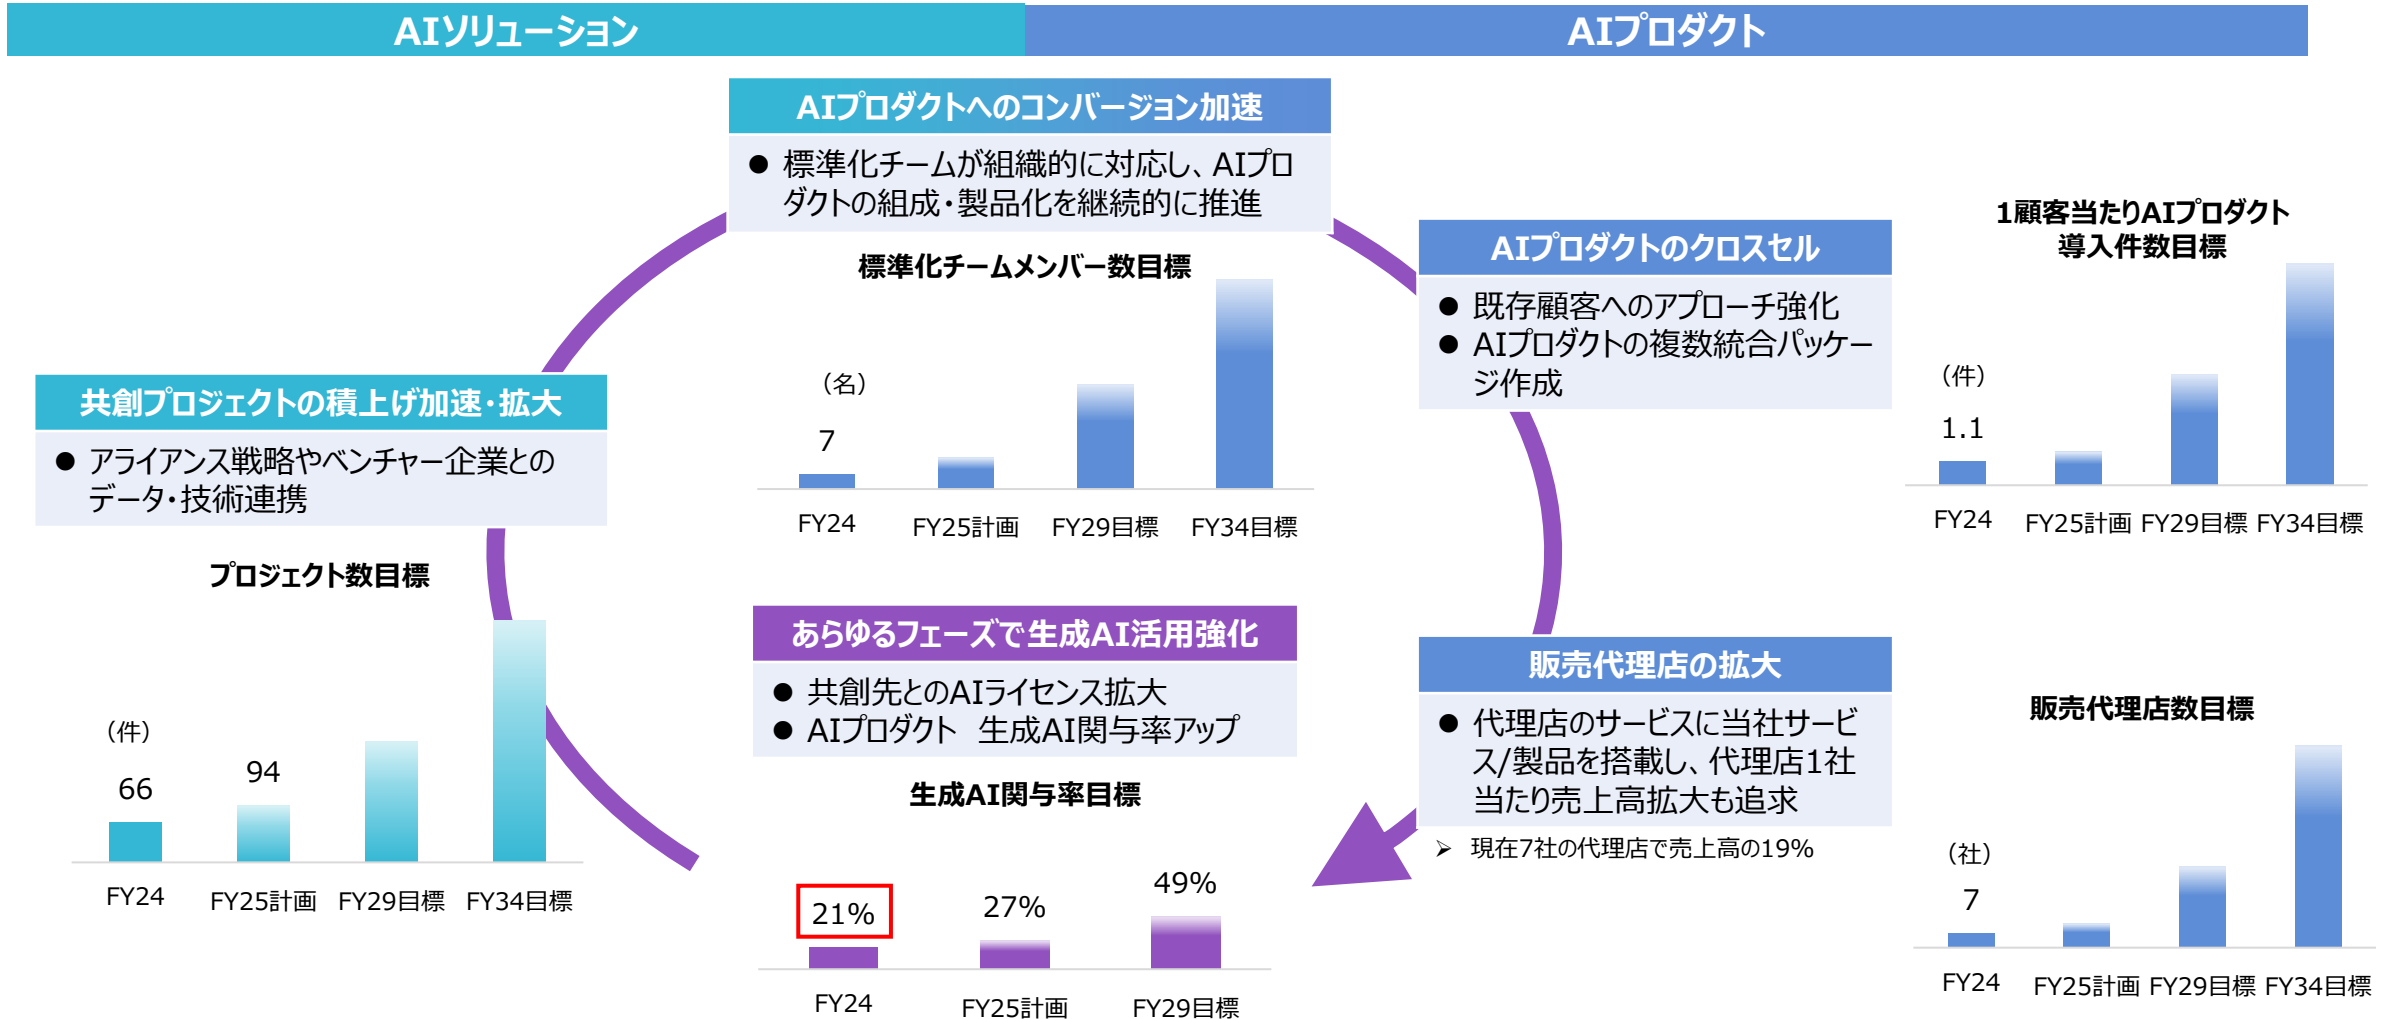 AIソリューション
AIプロダクト
AIプロダクトへのコンバージョン加速
● 標準化チームが組織的に対応し、AIプロ
ダクトの組成・製品化を継続的に推進
標準化チームメンバー数目標
（名）
7
FY24
FY25計画
FY29目標
FY34目標
共創プロジェクトの積上げ加速・拡大
● アライアンス戦略やベンチャー企業との
データ・技術連携
プロジェクト数目標
（件）
66
94
FY24
FY25計画
FY29目標
FY34目標
あらゆるフェーズで生成AI活用強化
● 共創先とのAIライセンス拡大
● AIプロダクト　生成AI関与率アップ
生成AI関与率目標
21%
27%
49%
FY24
FY25計画
FY29目標
AIプロダクトのクロスセル
● 既存顧客へのアプローチ強化
● AIプロダクトの複数統合パッケー
ジ作成
1顧客当たりAIプロダクト
導入件数目標
（件）
1.1
FY24
FY25計画
FY29目標
FY34目標
販売代理店の拡大
● 代理店のサービスに当社サービ
ス/製品を搭載し、代理店1社
当たり売上高拡大も追求
➢ 現在7社の代理店で売上高の19%
販売代理店数目標
（社）
7
FY24
FY25計画
FY29目標
FY34目標